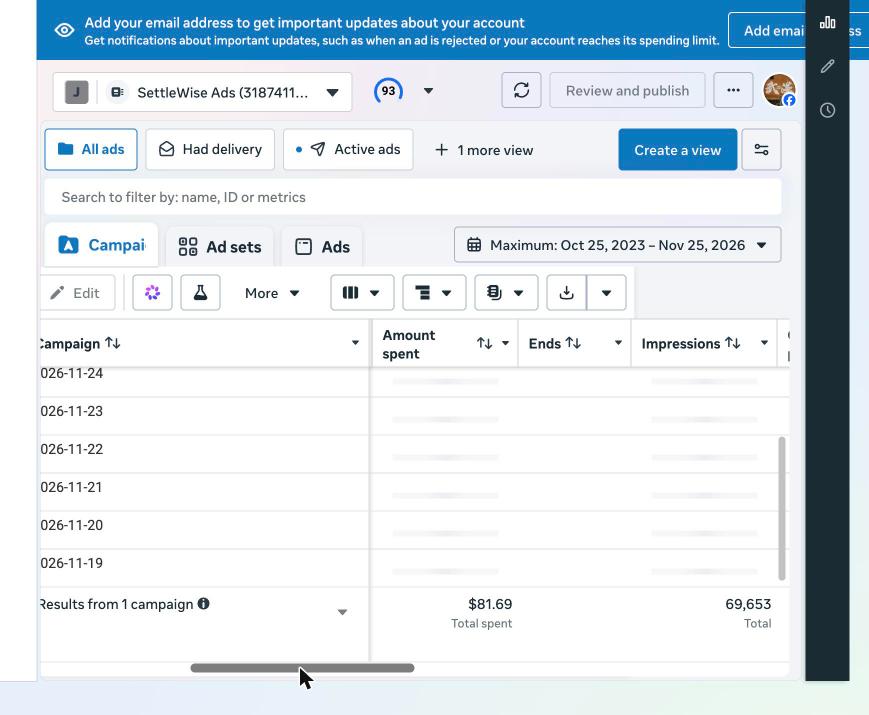 Add your email address to get important updates about your account
Get notifications about important updates, such as when an ad is rejected or your account reaches its spending limit.
Add emai
ss
J
SettleWise Ads (3187411...
93
Review and publish
All ads
Had delivery
Active ads
1 more view
Create a view
Search to filter by: name, ID or metrics
Campai
Ad sets
Ads
Maximum: Oct 25, 2023 – Nov 25, 2026
Edit
More
Campaign
Amount
spent
Ends
Impressions
026-11-24
026-11-23
026-11-22
026-11-21
026-11-20
026-11-19
Results from 1 campaign
$81.69
69,653
Total spent
Total